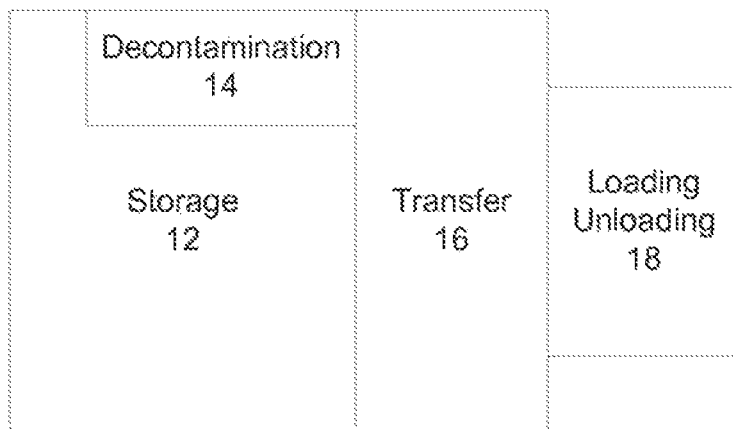 Decontamination
14
Storage
12
Transfer
16
Loading
Unloading
18